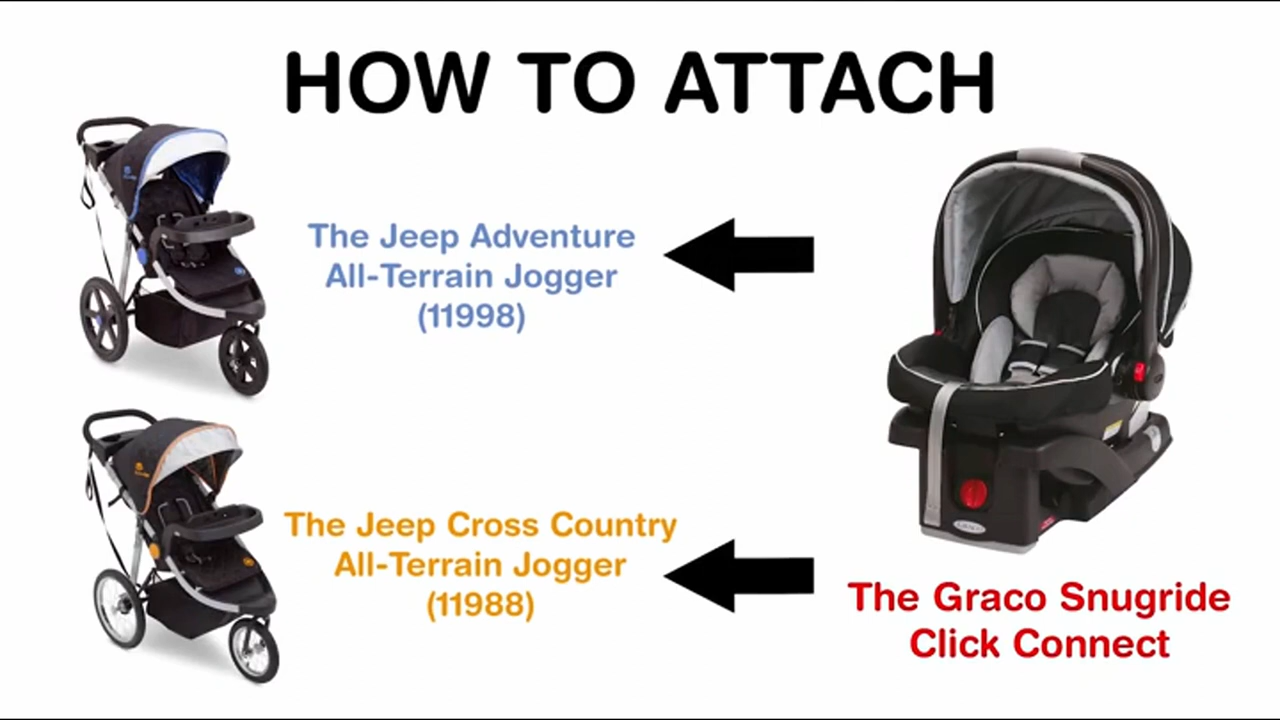 HOW TO ATTACH
The Jeep Adventure
All-Terrain Jogger
(11998)
The Jeep Cross Country
All-Terrain Jogger
(11988)
The Graco Snugride
Click Connect
GRACO